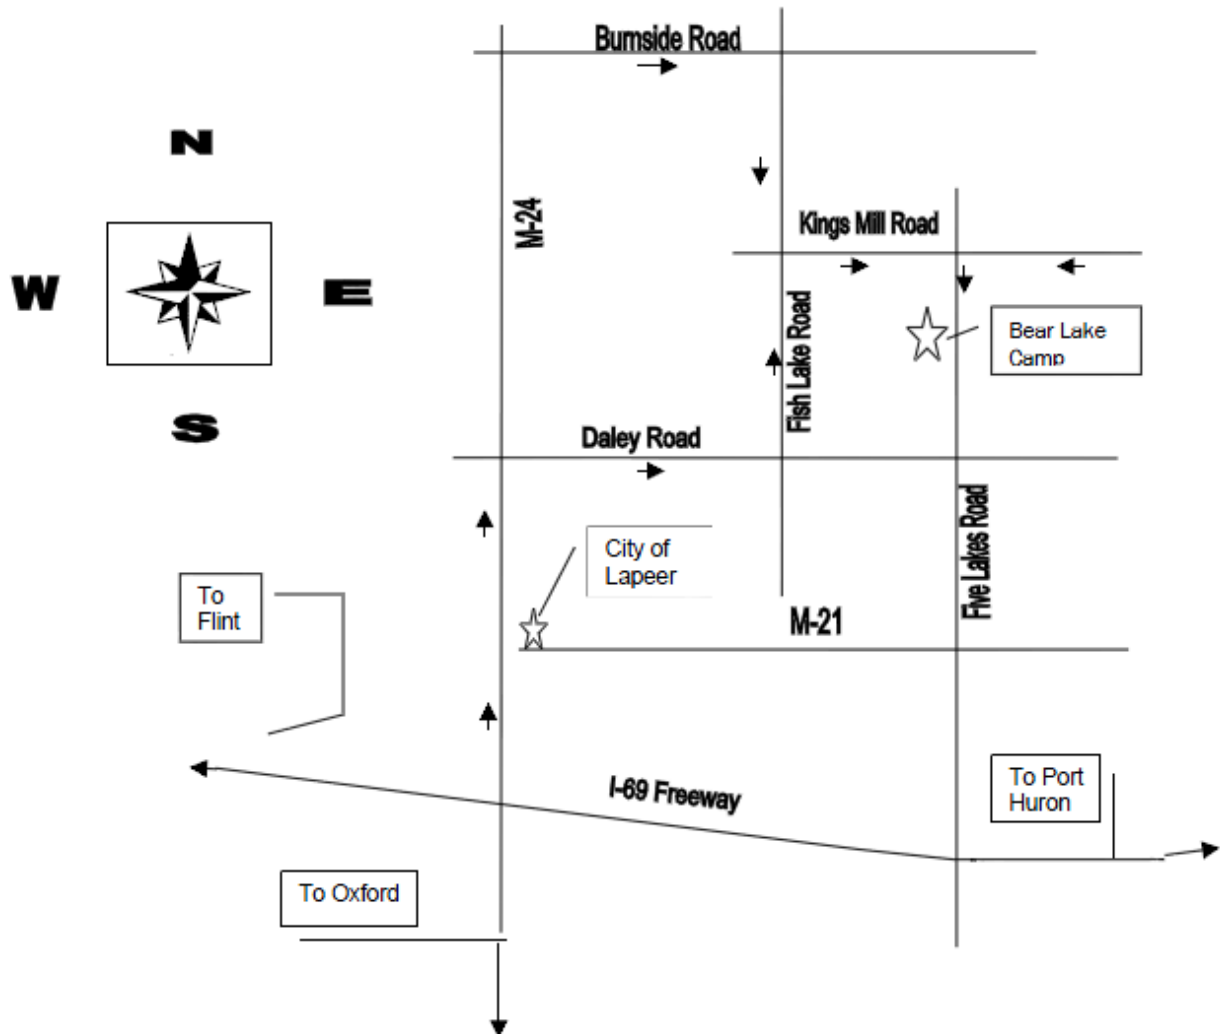 Burnside Road
N
M-24
Kings Mill Road
W
E
Bear Lake
Camp
Fish Lake Road
S
Daley Road
City of
Lapeer
Five Lakes Road
To
Flint
M-21
To Port
Huron
I-69 Freeway
To Oxford